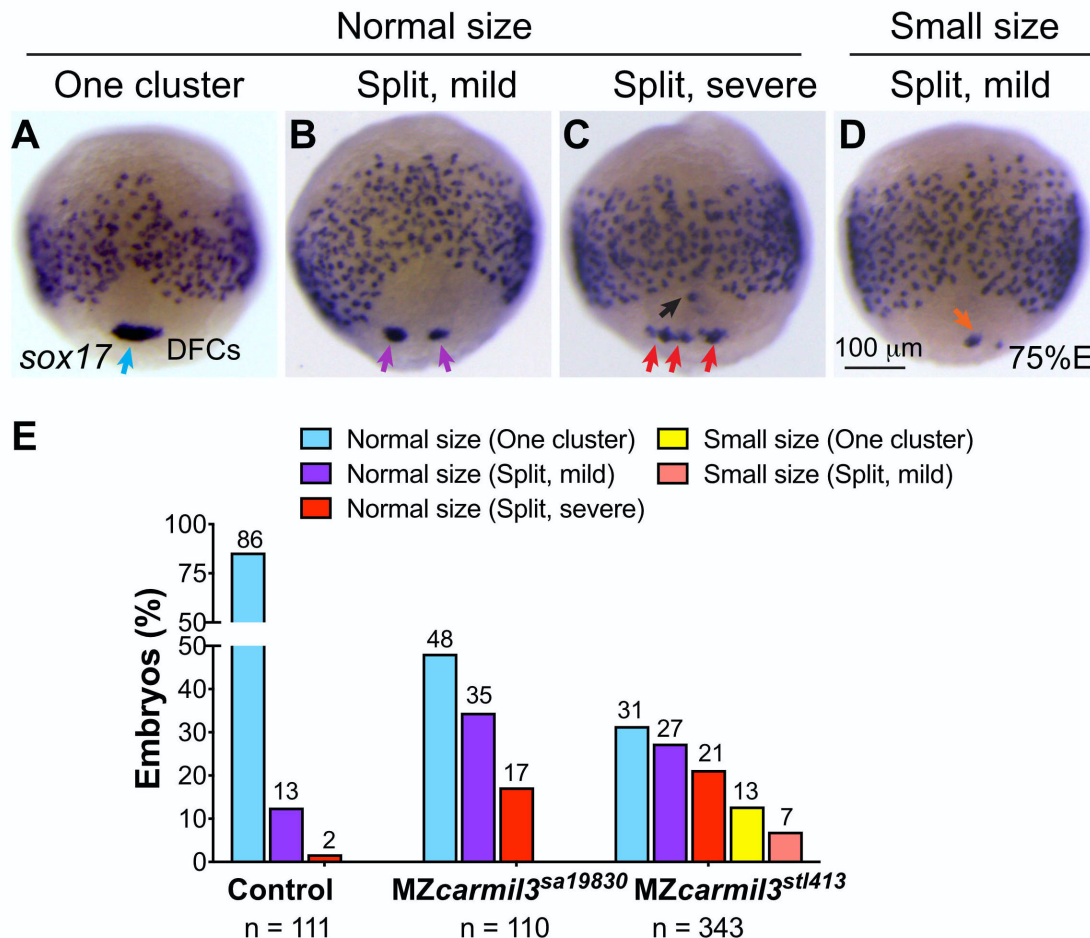 Normal size
Small size
One cluster
Split, mild
Split, severe
Split, mild
A
B
C
D
sox17
DFCs
100 μm
75%E
E
Normal size (One cluster)
Small size (One cluster)
Normal size (Split, mild)
Small size (Split, mild)
Normal size (Split, severe)
Embryos (%)
100
75
50
50
40
30
20
10
0
86
13
2
48
35
17
31
27
21
13
7
Control
MZcarmil3sa19830
MZcarmil3stl413
n = 111
n = 110
n = 343